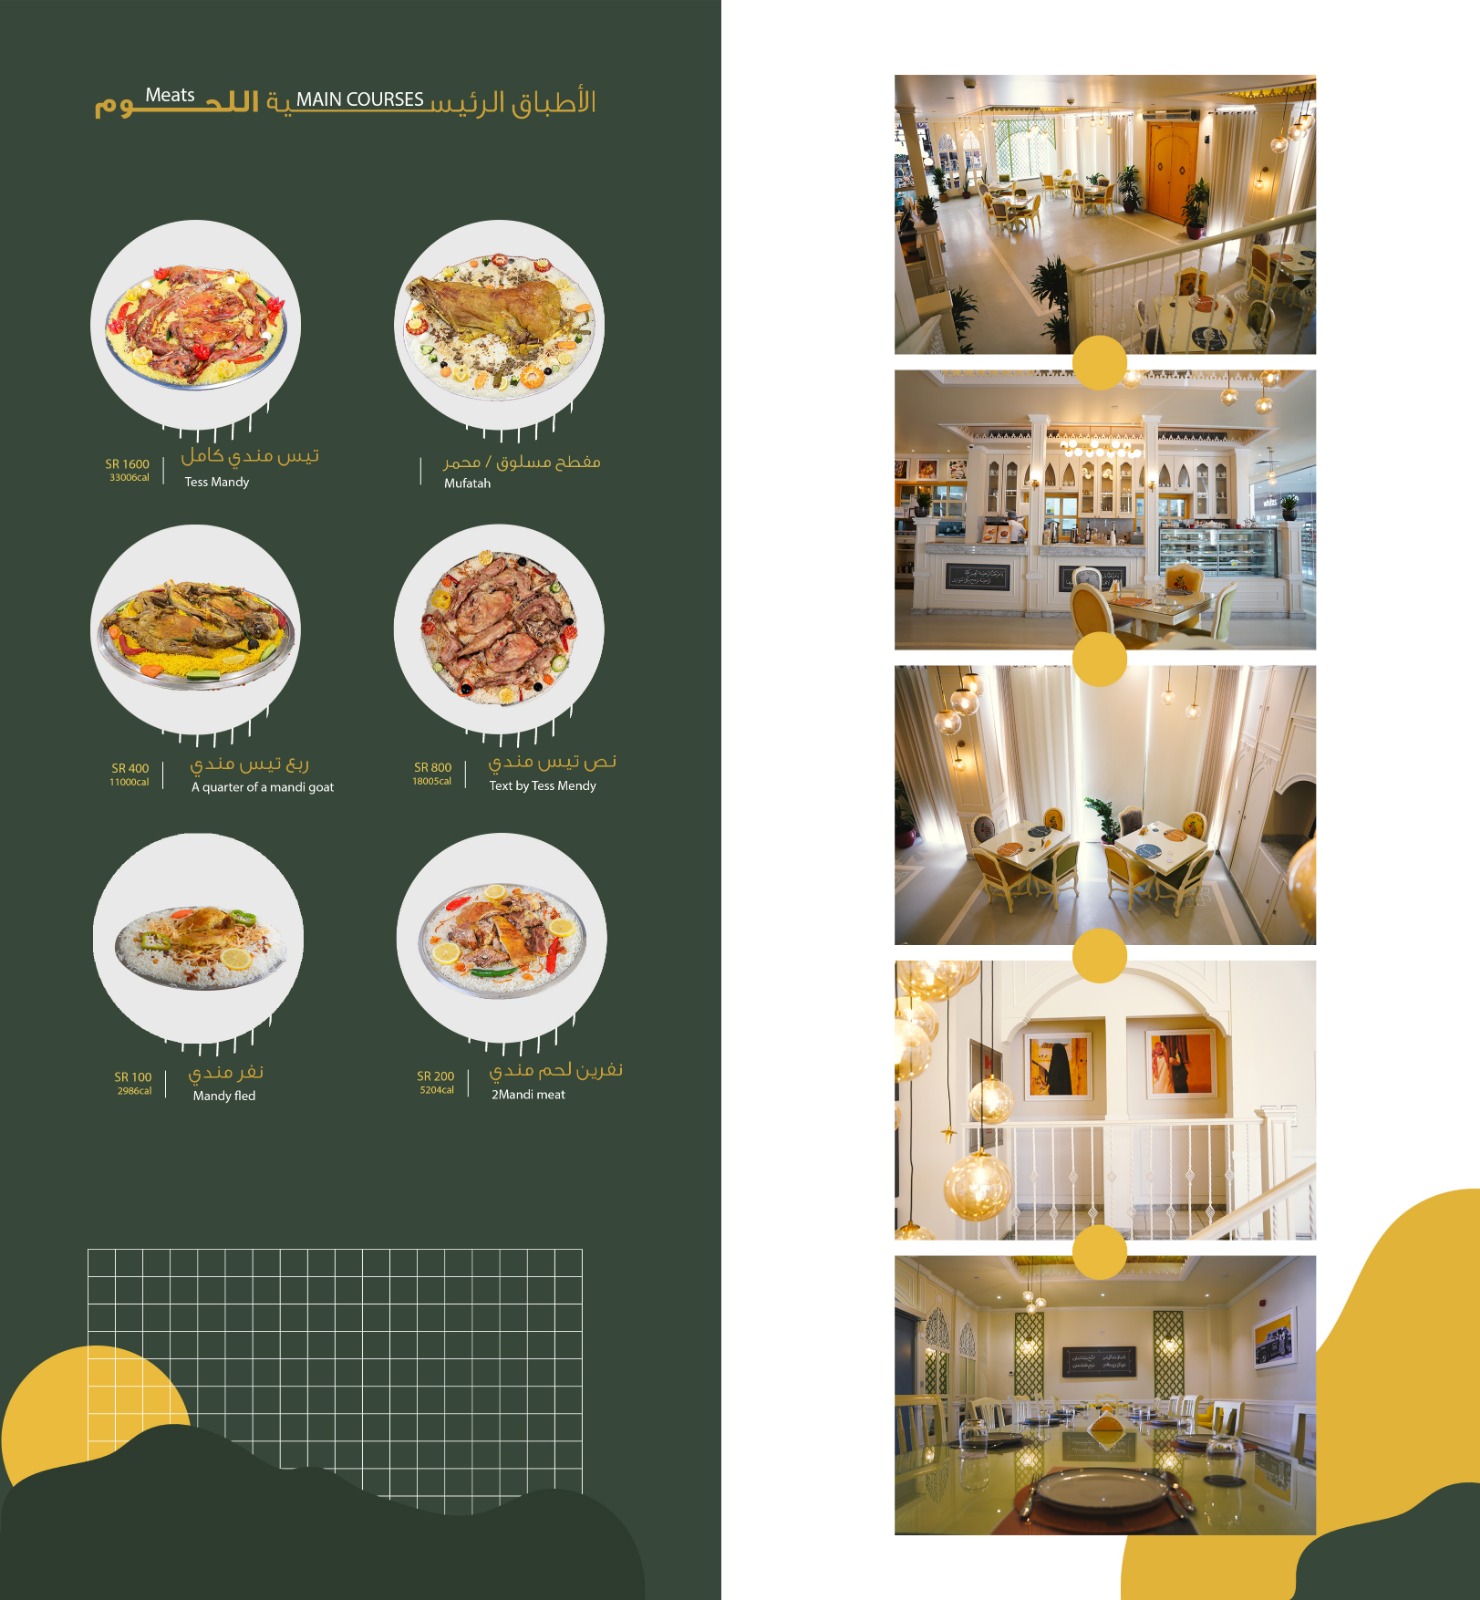 الأطباق الرئيسية اللحوم
MAIN COURSES
Meats
تيس مندي كامل
Tess Mandy
SR 1600
33006cal
مفطح مسلوق / محمر
Mufatah
ربع تيس مندي
A quarter of a mandi goat
SR 400
11000cal
نص تيس مندي
Text by Tess Mendy
SR 800
18005cal
نفر مندي
Mandy fled
SR 100
2986cal
نفرين لحم مندي
2Mandi meat
SR 200
5204cal